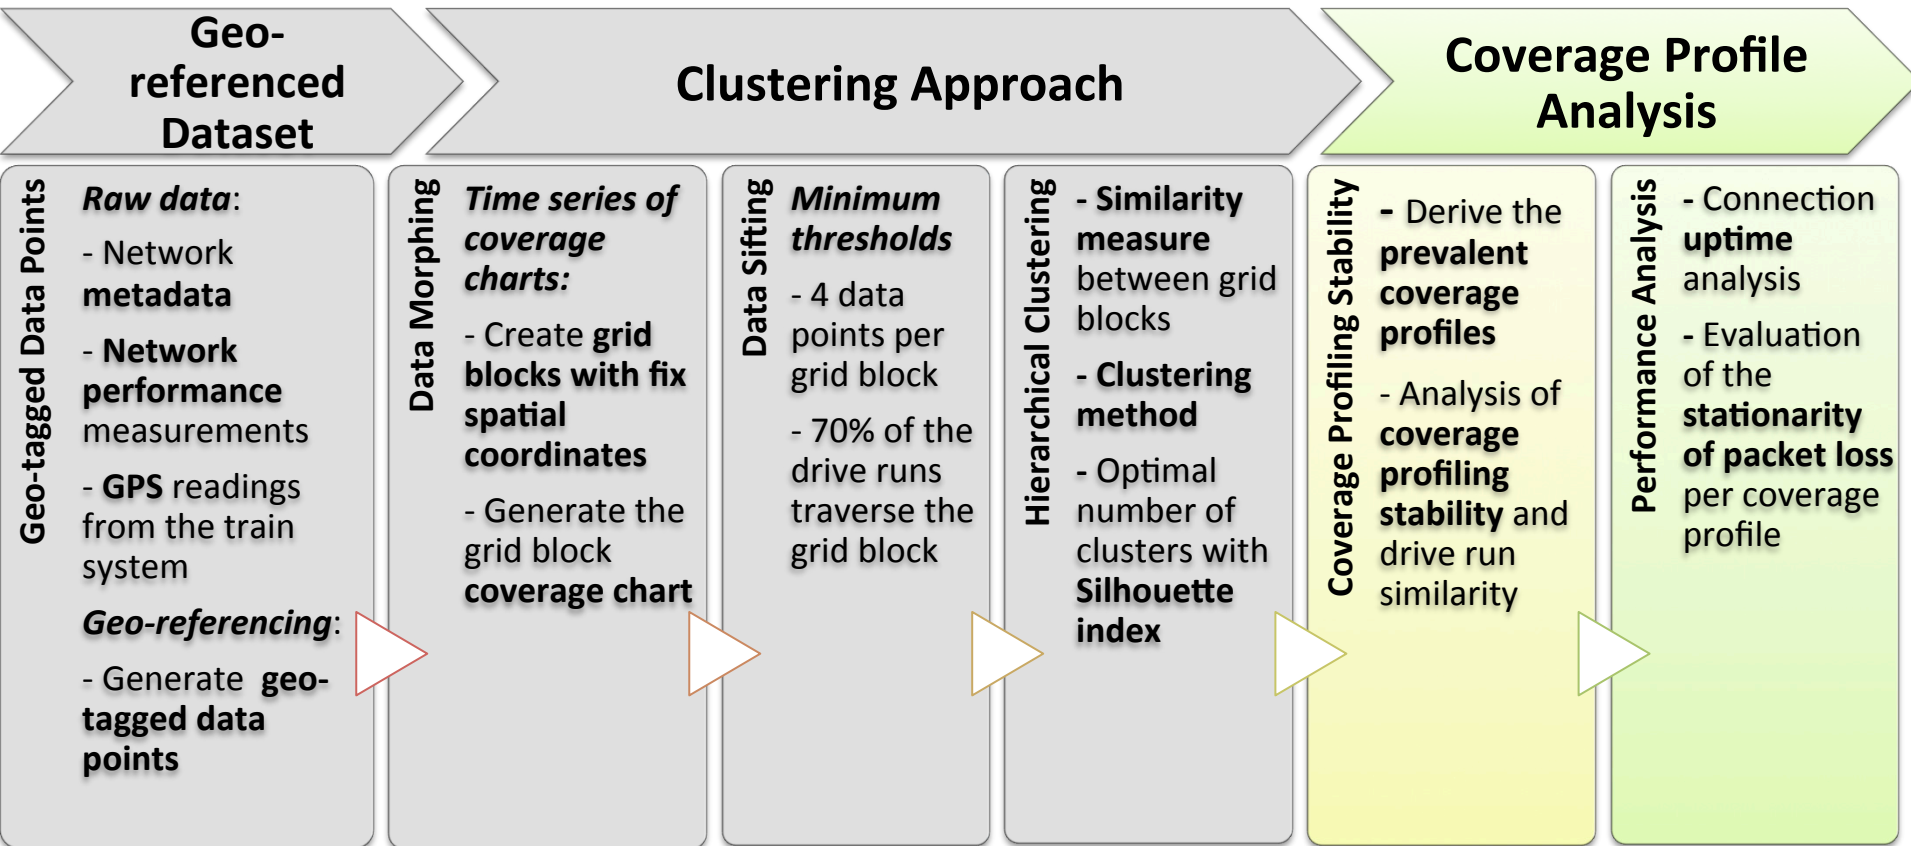 Geo-
referenced
Dataset
Clustering Approach
Coverage Profile
Analysis
Geo-tagged Data Points
Raw data:
- Network
metadata
- Network
performance
measurements
- GPS readings
from the train
system
Geo-referencing:
- Generate geo-
tagged data
points
Data Morphing
Time series of
coverage
charts:
- Create grid
blocks with fix
spatial
coordinates
- Generate the
grid block
coverage chart
Data Sifting
Minimum
thresholds
- 4 data
points per
grid block
- 70% of the
drive runs
traverse the
grid block
Hierarchical Clustering
- Similarity
measure
between grid
blocks
- Clustering
method
- Optimal
number of
clusters with
Silhouette
index
Coverage Profiling Stability
- Derive the
prevalent
coverage
profiles
- Analysis of
coverage
profiling
stability and
drive run
similarity
Performance Analysis
- Connection
uptime
analysis
- Evaluation
of the
stationarity
of packet loss
per coverage
profile